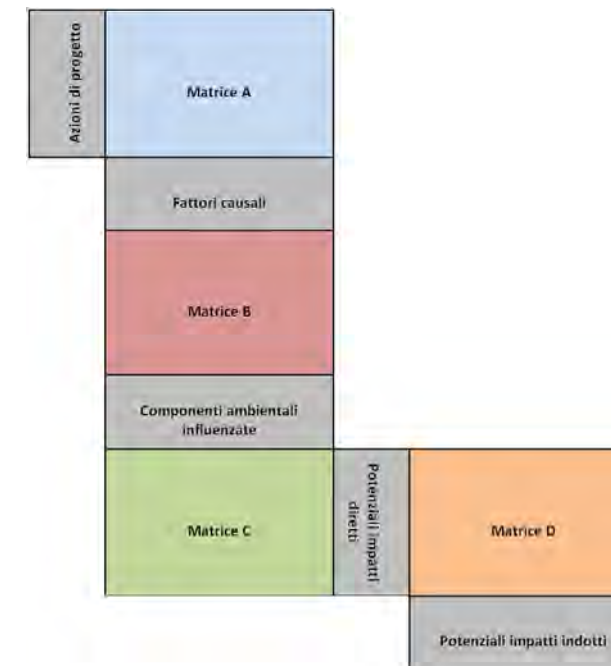 Azioni di progetto
Matrice A
Fattori causali
Matrice B
Componenti ambientali
influenzate
Matrice C
Potenziali impatti
diretti
Matrice D
Potenziali impatti indotti